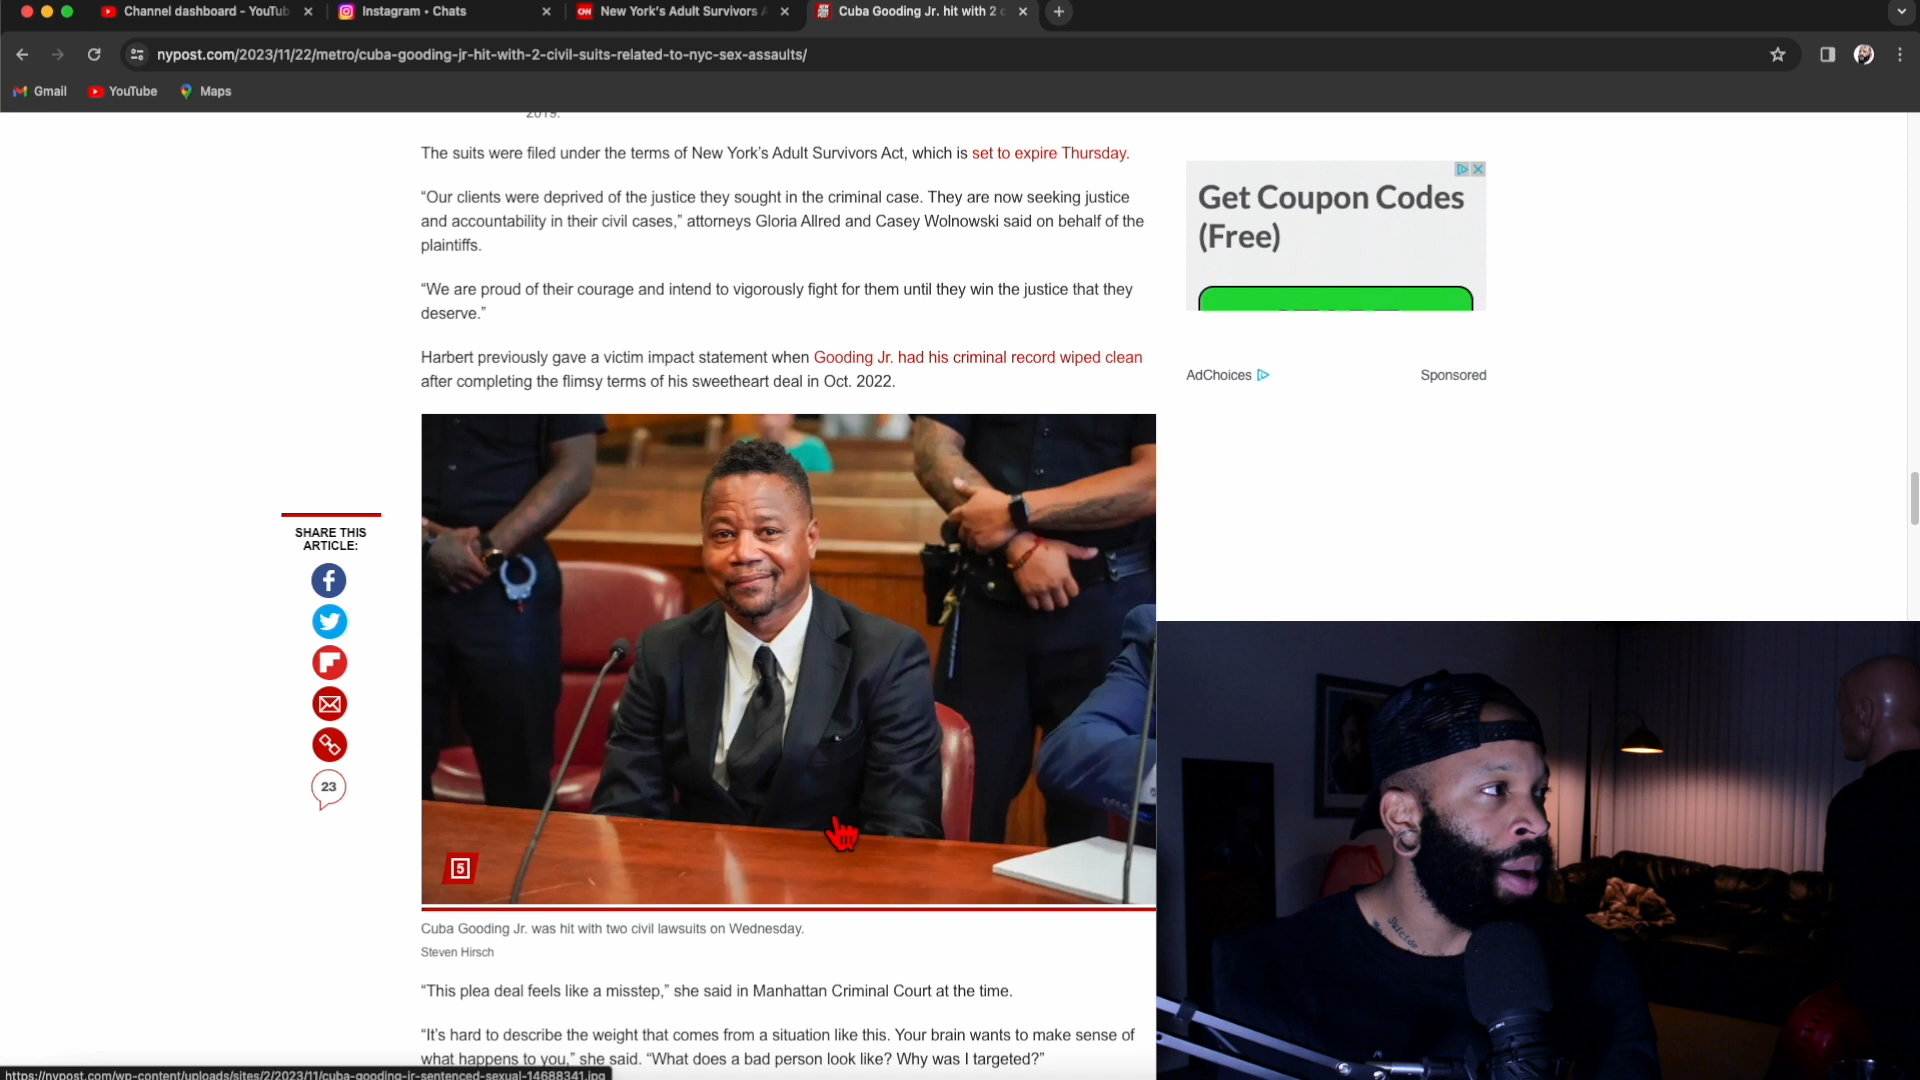 Channel dashboard - YouTub
Instagram • Chats
New York's Adult Survivors A
Cuba Gooding Jr. hit with 2 c
nypost.com/2023/11/22/metro/cuba-gooding-jr-hit-with-2-civil-suits-related-to-nyc-sex-assaults/
Gmail
YouTube
Maps
2019.
The suits were filed under the terms of New York’s Adult Survivors Act, which is set to expire Thursday.
“Our clients were deprived of the justice they sought in the criminal case. They are now seeking justice
and accountability in their civil cases,” attorneys Gloria Allred and Casey Wolnowski said on behalf of the
plaintiffs.
“We are proud of their courage and intend to vigorously fight for them until they win the justice that they
deserve.”
Harbert previously gave a victim impact statement when Gooding Jr. had his criminal record wiped clean
after completing the flimsy terms of his sweetheart deal in Oct. 2022.
Get Coupon Codes
(Free)
AdChoices
Sponsored
SHARE THIS
ARTICLE:
23
5
Cuba Gooding Jr. was hit with two civil lawsuits on Wednesday.
Steven Hirsch
“This plea deal feels like a misstep,” she said in Manhattan Criminal Court at the time.
“It’s hard to describe the weight that comes from a situation like this. Your brain wants to make sense of
what happens to you,” she said. “What does a bad person look like? Why was I targeted?”
https://nypost.com/wp-content/uploads/sites/2/2023/11/cuba-gooding-jr-sentenced-sexual-14688341.jpg